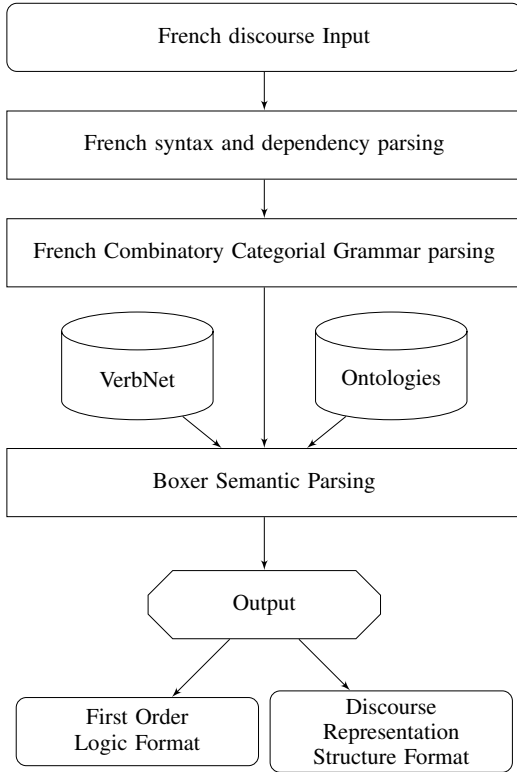 French discourse Input
French syntax and dependency parsing
French Combinatory Categorial Grammar parsing
VerbNet
Ontologies
Boxer Semantic Parsing
Output
First Order
Logic Format
Discourse
Representation
Structure Format